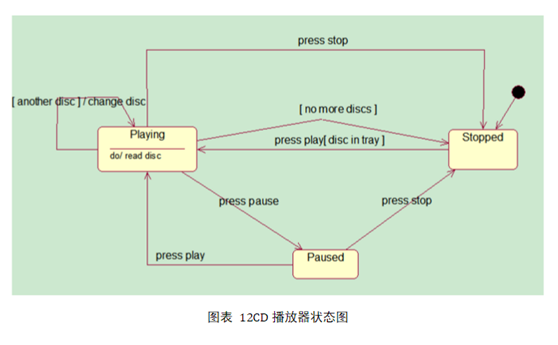 press stop
[ another disc ] / change disc
[ no more discs ]
Playing
do/ read disc
press play[ disc in tray ]
Stopped
press pause
press stop
press play
Paused
图表 12CD 播放器状态图